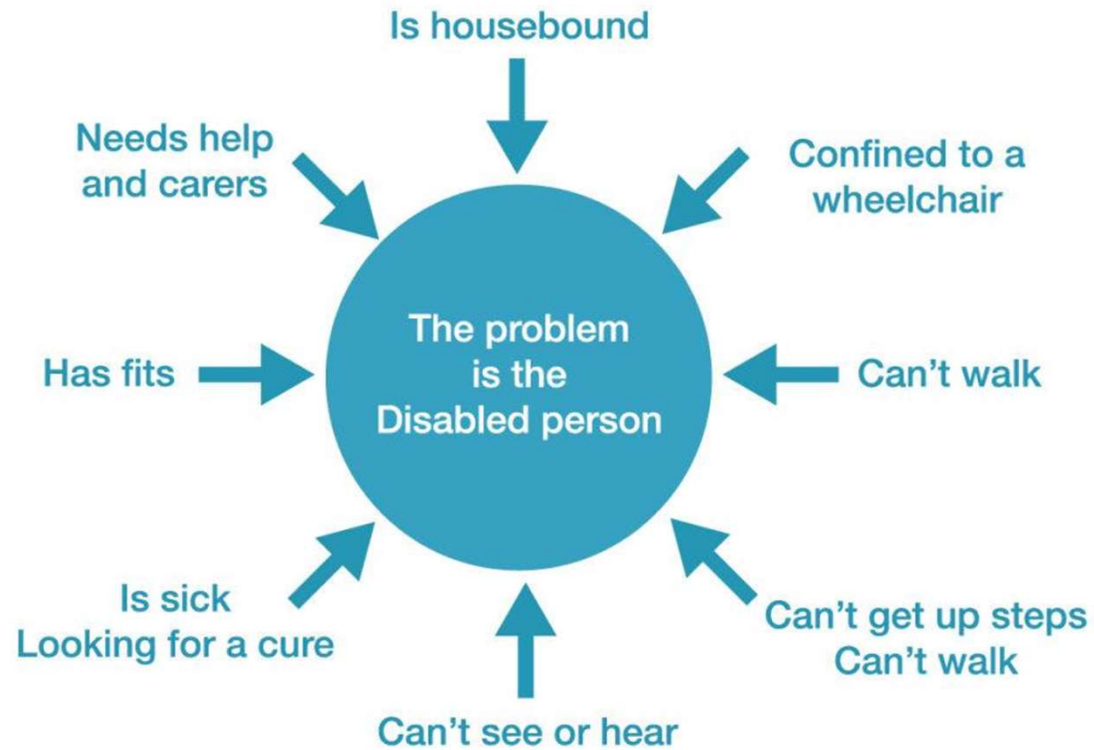 Is housebound
Needs help
and carers
Confined to a
wheelchair
The problem
is the
Disabled person
Has fits
Can't walk
Is sick
Looking for a cure
Can't get up steps
Can't walk
Can't see or hear